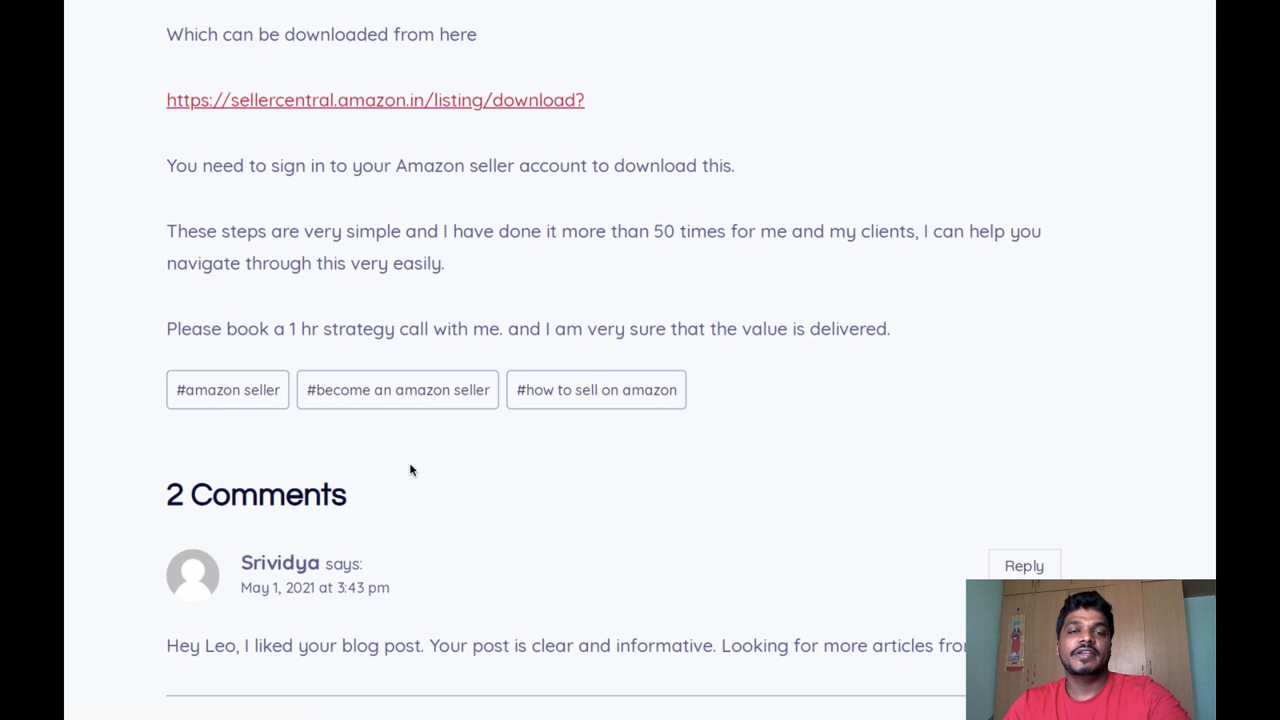 Which can be downloaded from here
https://sellercentral.amazon.in/listing/download?
You need to sign in to your Amazon seller account to download this.
These steps are very simple and I have done it more than 50 times for me and my clients, I can help you
navigate through this very easily.
Please book a 1 hr strategy call with me. and I am very sure that the value is delivered.
#amazon seller #become an amazon seller #how to sell on amazon
2 Comments
Srividya says:
Reply
May 1, 2021 at 3:43 pm
Hey Leo, I liked your blog post. Your post is clear and informative. Looking for more articles